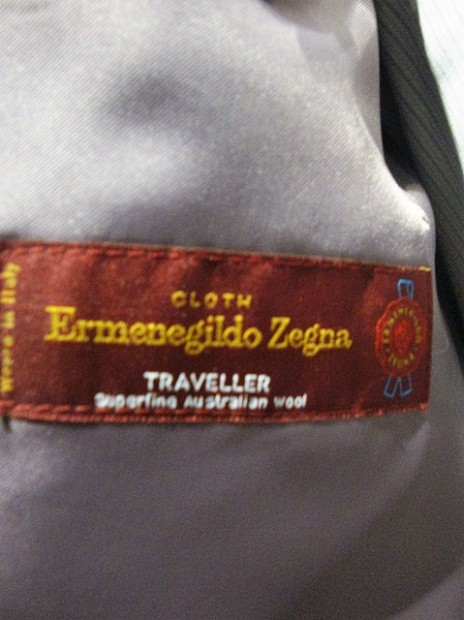 CLOTH
Ermenegildo Zegna
TRAVELLER
Superfine Australian wool
Woven in Italy